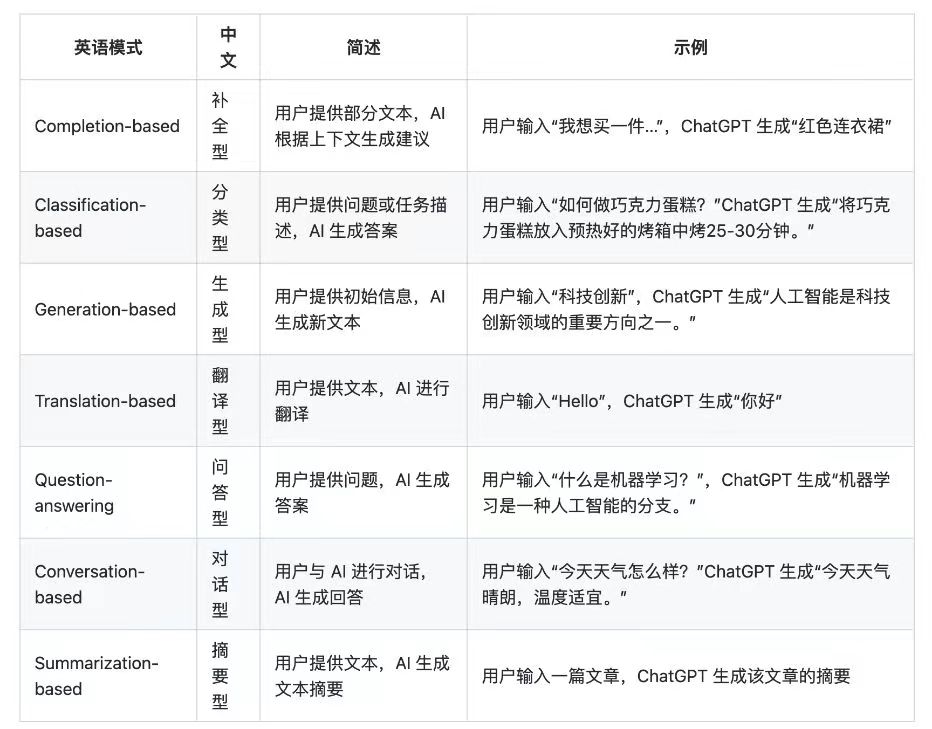 英语模式
中
文
简述
示例
Completion-based
补
全
型
用户提供部分文本，AI
根据上下文生成建议
用户输入“我想买一件...”，ChatGPT 生成“红色连衣裙”
Classification-
based
分
类
型
用户提供问题或任务描
述，AI 生成答案
用户输入“如何做巧克力蛋糕？”ChatGPT 生成“将巧克
力蛋糕放入预热好的烤箱中烤25-30分钟。”
Generation-based
生
成
型
用户提供初始信息，AI
生成新文本
用户输入“科技创新”，ChatGPT 生成“人工智能是科技
创新领域的重要方向之一。”
Translation-based
翻
译
型
用户提供文本，AI 进行
翻译
用户输入“Hello”，ChatGPT 生成“你好”
Question-
answering
问
答
型
用户提供问题，AI 生成
答案
用户输入“什么是机器学习？”，ChatGPT 生成“机器学
习是一种人工智能的分支。”
Conversation-
based
对
话
型
用户与 AI 进行对话，
AI 生成回答
用户输入“今天天气怎么样？”ChatGPT 生成“今天天气
晴朗，温度适宜。”
Summarization-
based
摘
要
型
用户提供文本，AI 生成
文本摘要
用户输入一篇文章，ChatGPT 生成该文章的摘要